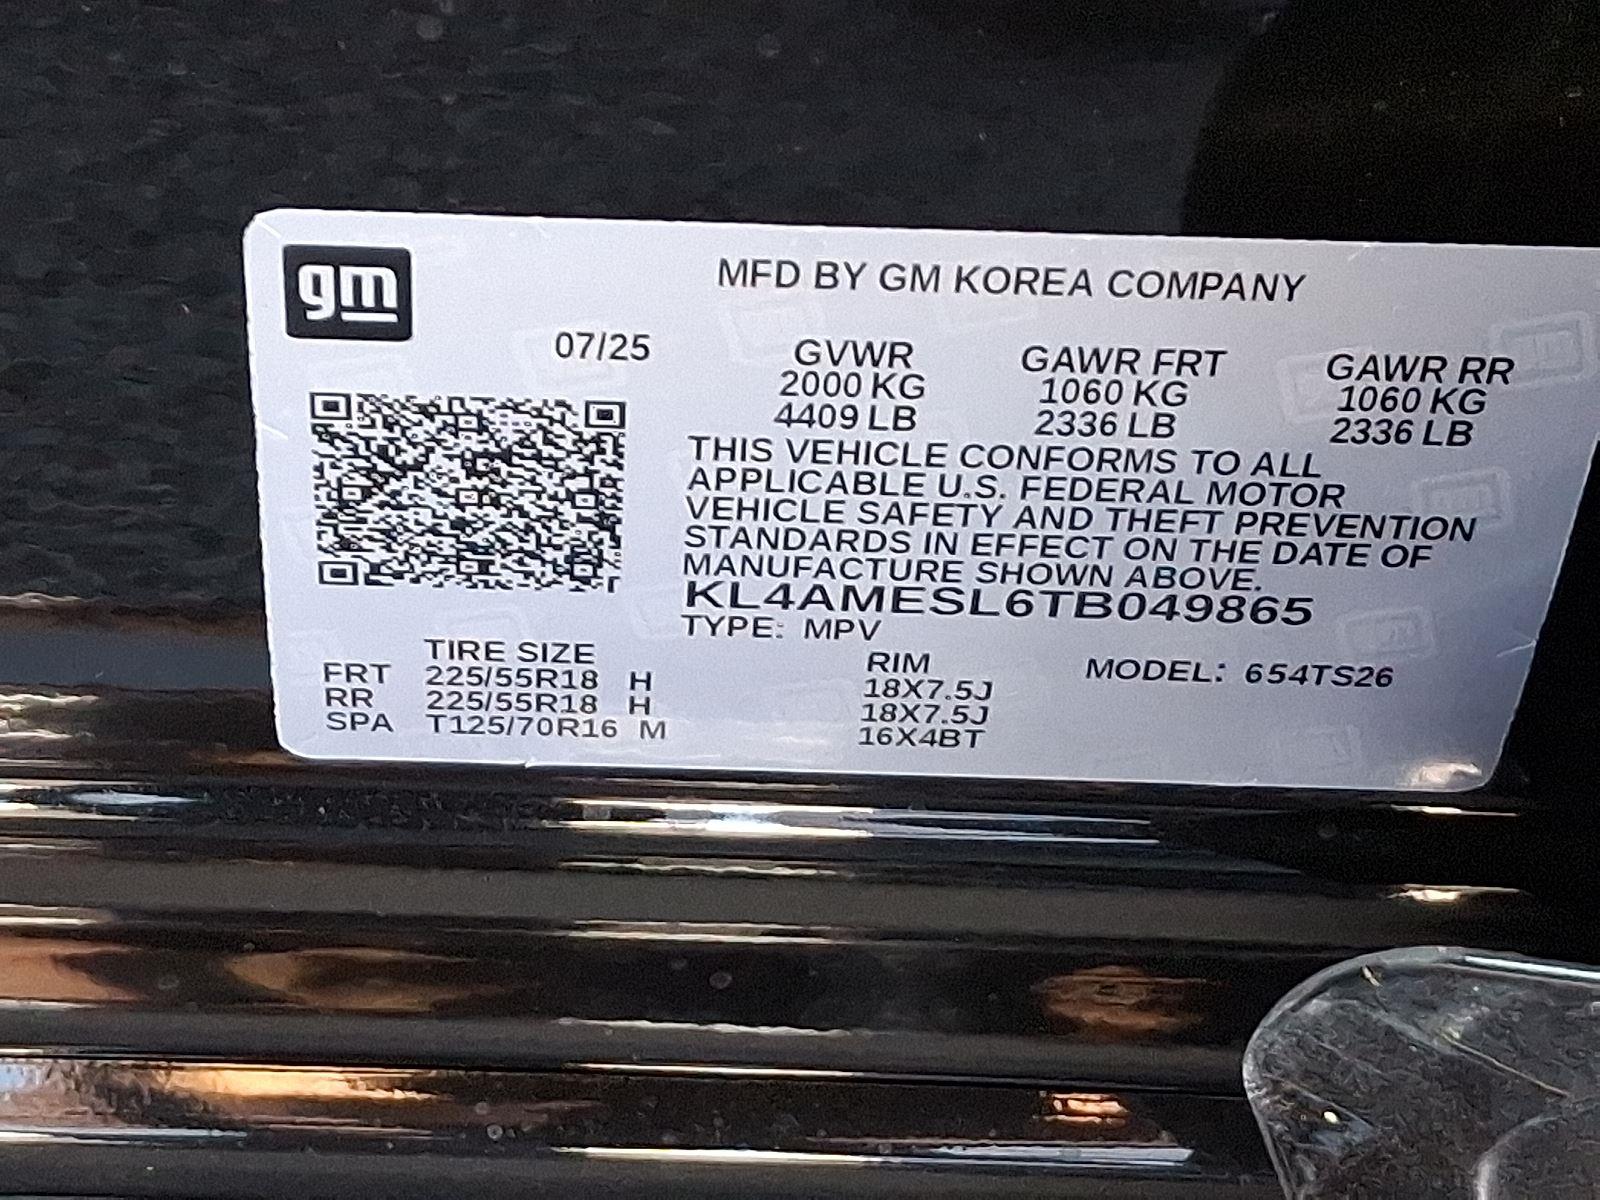 gm
MFD BY GM KOREA COMPANY
07/25
GVWR GAWR FRT GAWR RR
2000 KG 1060 KG 1060 KG
4409 LB 2336 LB 2336 LB
THIS VEHICLE CONFORMS TO ALL
APPLICABLE U.S. FEDERAL MOTOR
VEHICLE SAFETY AND THEFT PREVENTION
STANDARDS IN EFFECT ON THE DATE OF
MANUFACTURE SHOWN ABOVE.
KL4AMESL6TB049865
TYPE: MPV
TIRE SIZE RIM MODEL: 654TS26
FRT 225/55R18 H 18X7.5J
RR 225/55R18 H 18X7.5J
SPA T125/70R16 M 16X4BT